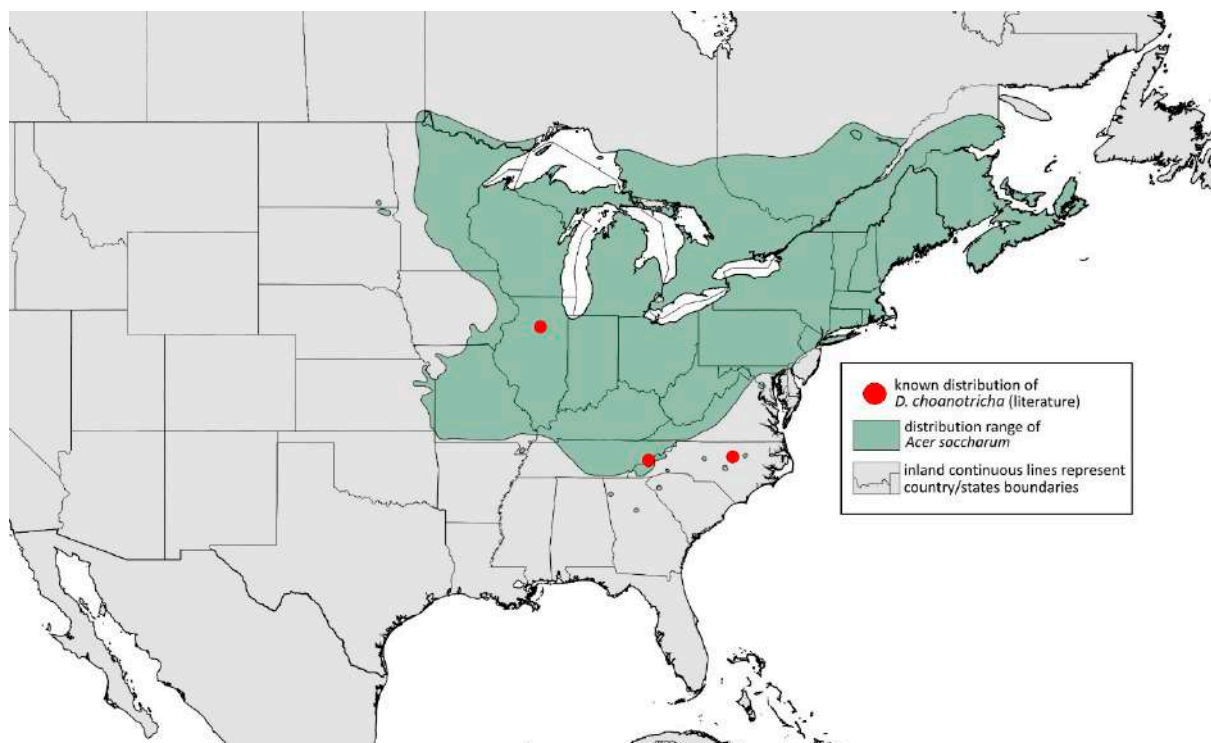 known distribution of
D. choanotricha (literature)
distribution range of
Acer saccharum
inland continuous lines represent
country/states boundaries